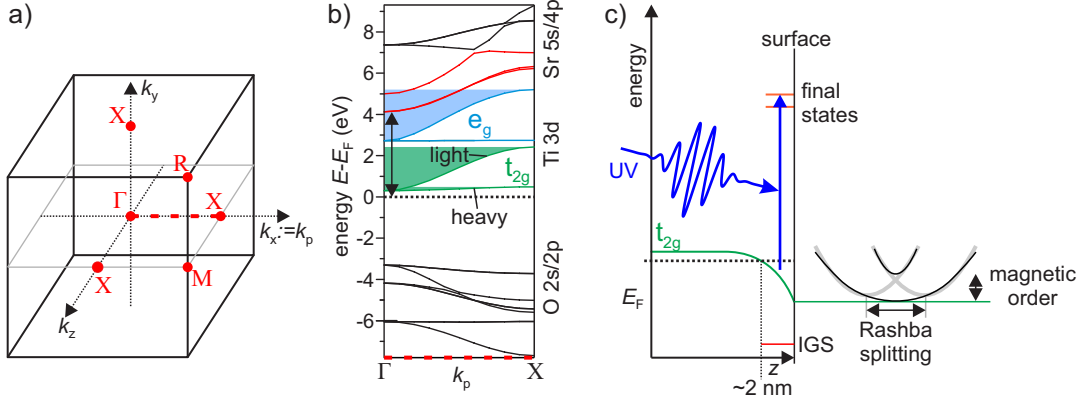 a)
k_y
X
R
Γ
X
k_x:=k_p
X
M
k_z
b)
energy E-E_F (eV)
8
6
4
2
0
-2
-4
-6
e_g
light
t_2g
heavy
Sr 5s/4p
Ti 3d
O 2s/2p
Γ
k_p
X
c)
surface
energy
final
states
UV
t_2g
E_F
magnetic
order
Rashba
splitting
IGS
z
~2 nm